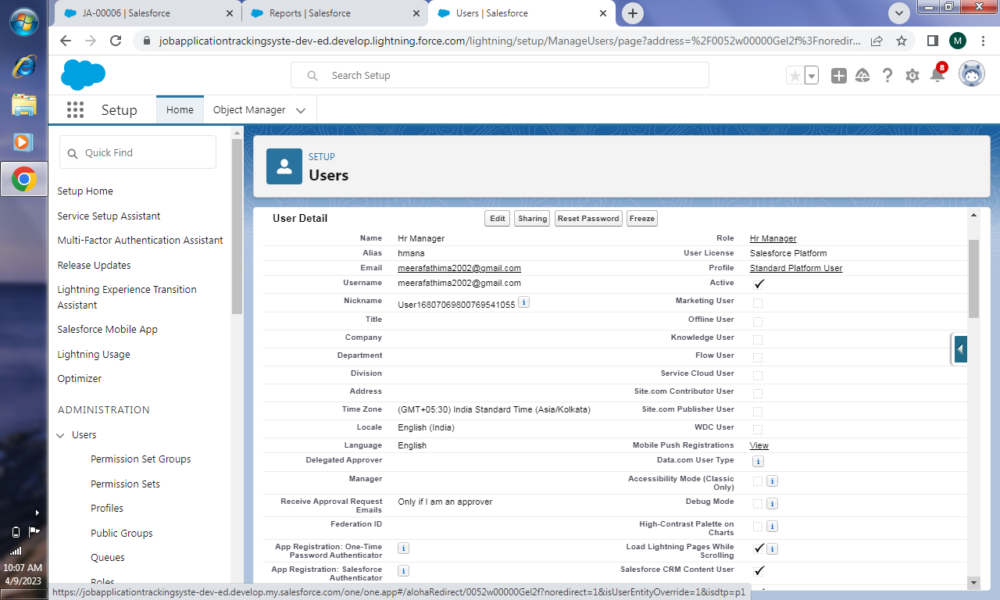 JA-00006 | Salesforce
Reports | Salesforce
Users | Salesforce
jobapplicationtrackingsyste-dev-ed.develop.lightning.force.com/lightning/setup/ManageUsers/page?address=%2F0052w00000Gel2f%3Fnoredir...
M
Search Setup
8
Setup
Home
Object Manager
Quick Find
Setup Home
Service Setup Assistant
Multi-Factor Authentication Assistant
Release Updates
Lightning Experience Transition
Assistant
Salesforce Mobile App
Lightning Usage
Optimizer
ADMINISTRATION
Users
Permission Set Groups
Permission Sets
Profiles
Public Groups
Queues
Roles
SETUP
Users
User Detail
Edit Sharing Reset Password Freeze
Name Hr Manager Role Hr Manager
Alias hmana User License Salesforce Platform
Email meerafathima2002@gmail.com Profile Standard Platform User
Username meerafathima2002@gmail.com Active
Nickname User16807069800769541055 i Marketing User
Title Offline User
Company Knowledge User
Department Flow User
Division Service Cloud User
Address Site.com Contributor User
Time Zone (GMT+05:30) India Standard Time (Asia/Kolkata) Site.com Publisher User
Locale English (India) WDC User
Language English Mobile Push Registrations View
Delegated Approver Data.com User Type i
Manager Accessibility Mode (Classic
Only) i
Receive Approval Request
Emails Only if I am an approver Debug Mode i
Federation ID High-Contrast Palette on
Charts i
App Registration: One-Time
Password Authenticator i Load Lightning Pages While
Scrolling i
App Registration: Salesforce
Authenticator i Salesforce CRM Content User
10:07 AM
4/9/2023
https://jobapplicationtrackingsyste-dev-ed.develop.my.salesforce.com/one/one.app#/alohaRedirect/0052w00000Gel2f?noredirect=1&isUserEntityOverride=1&isdtp=p1